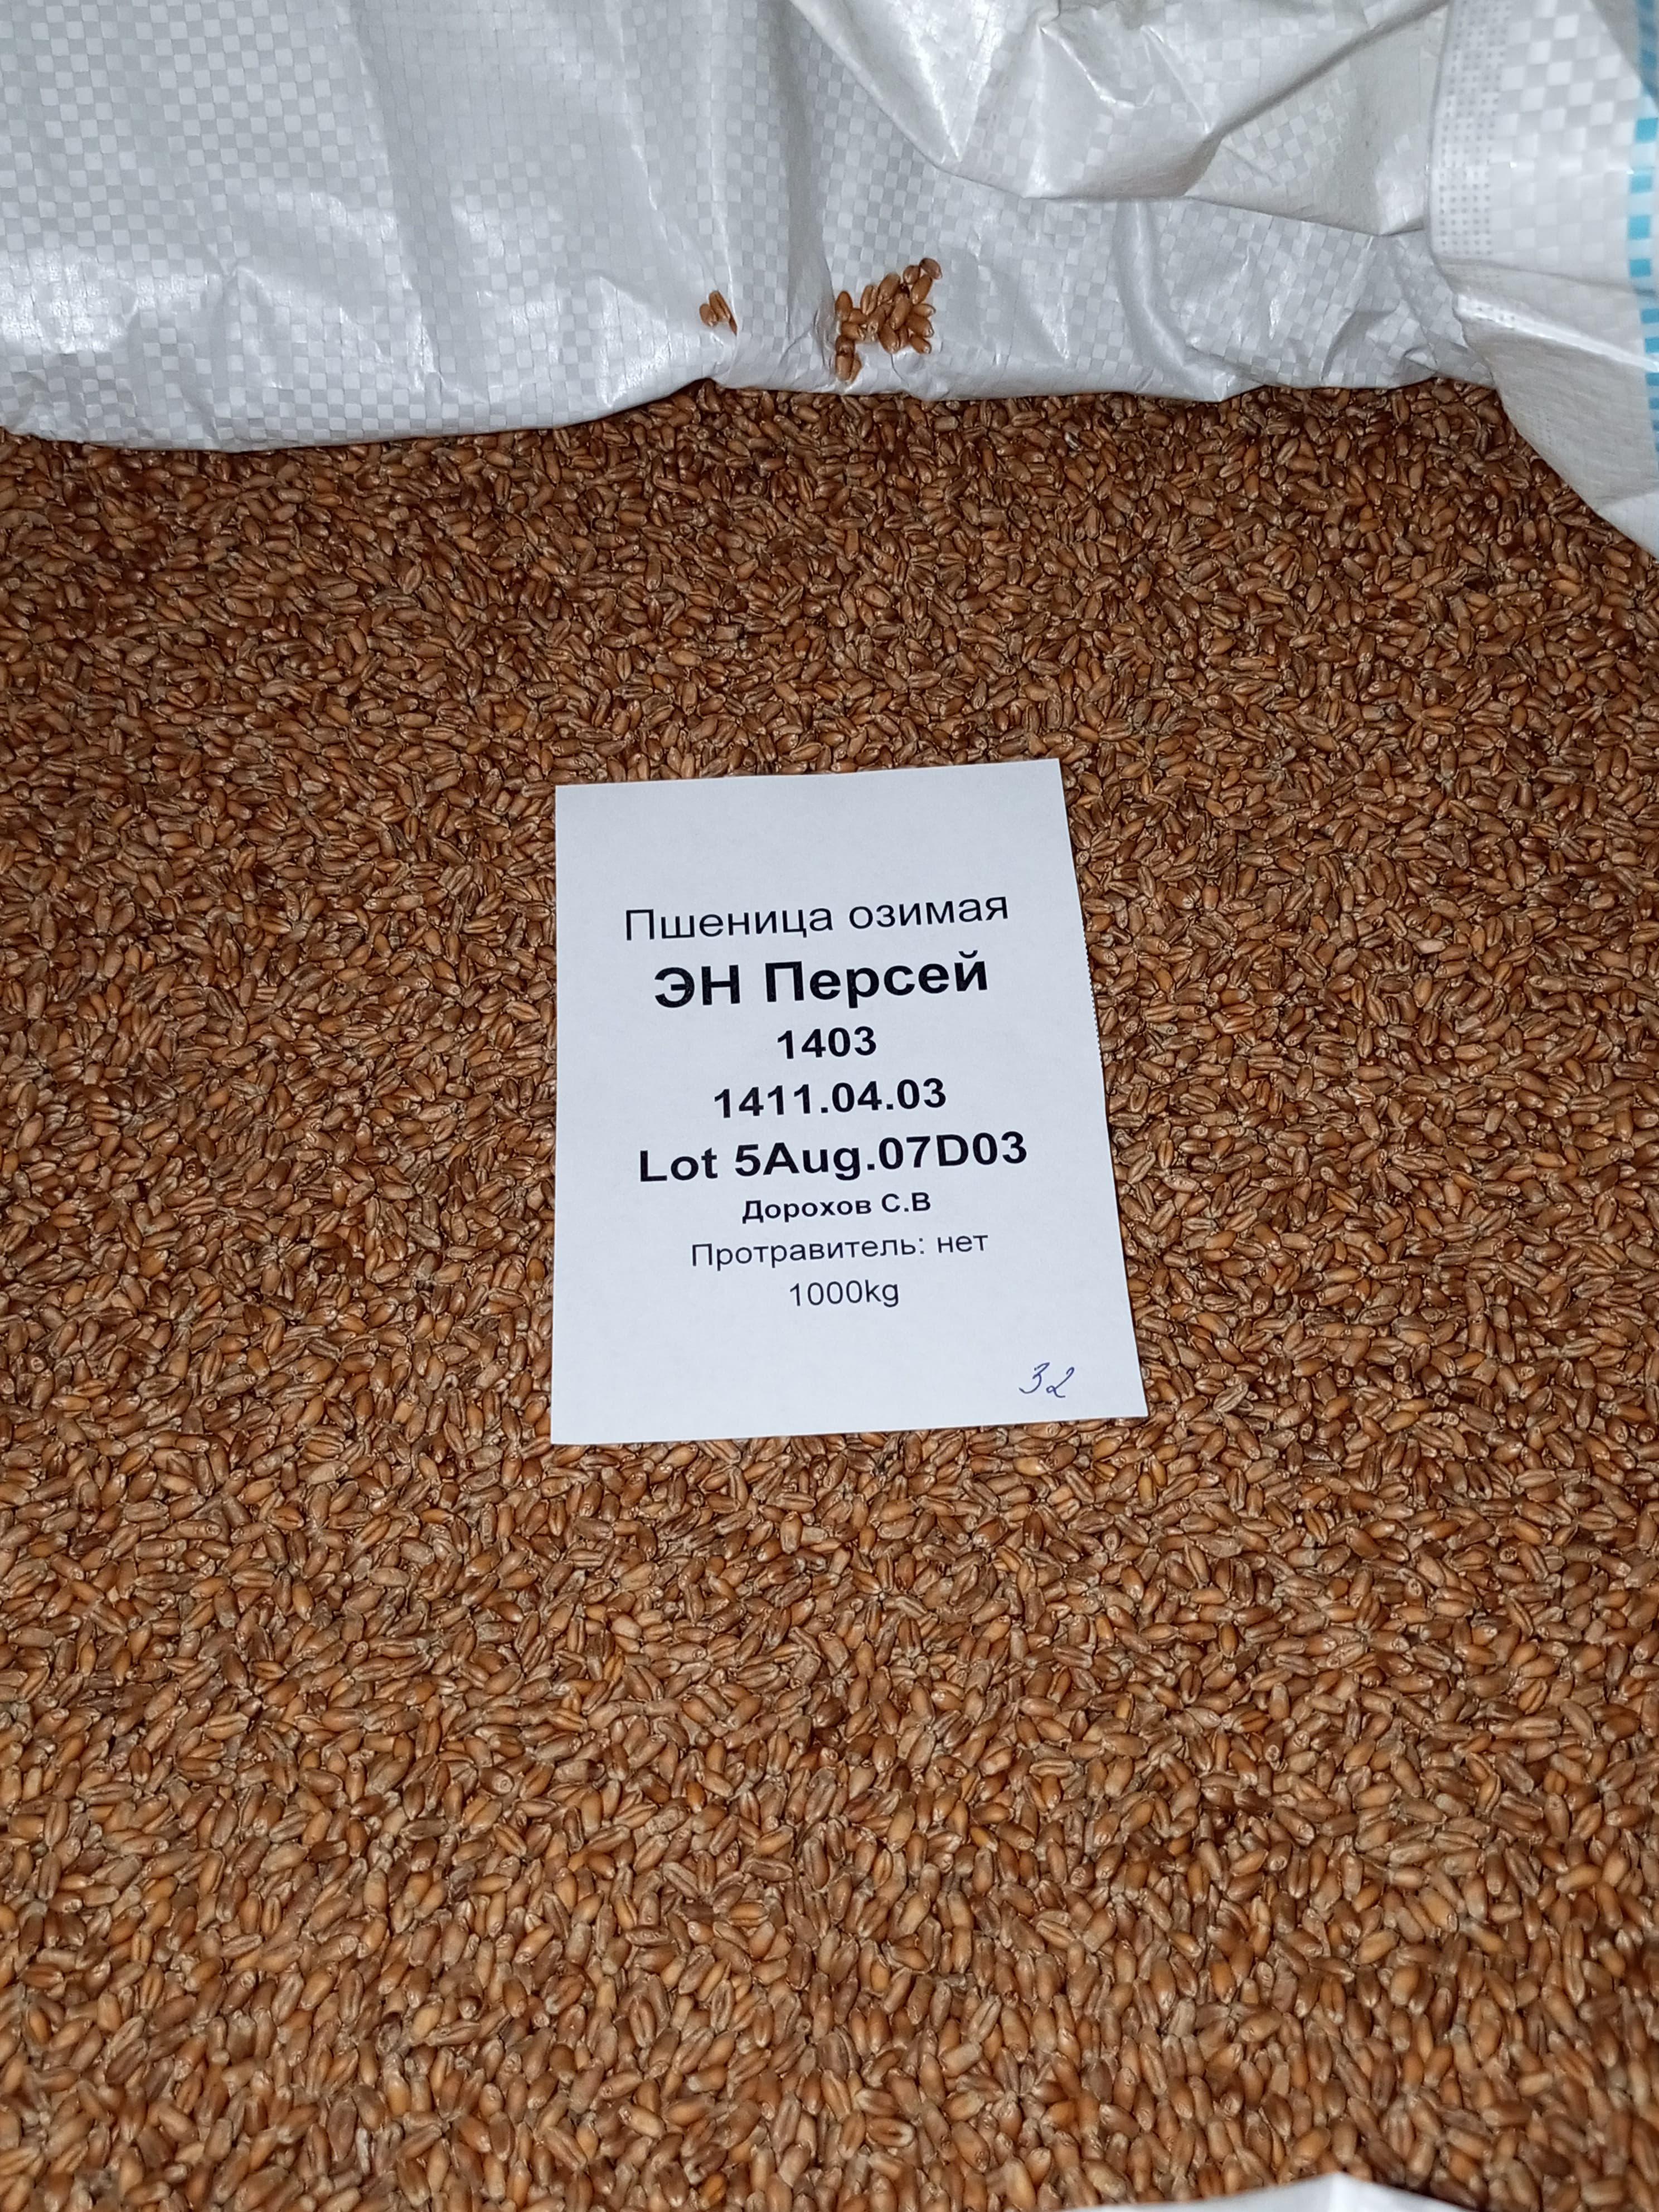 Пшеница озимая
ЭН Персей
1403
1411.04.03
Lot 5Aug.07D03
Дорохов С.В
Протравитель: нет
1000kg
32